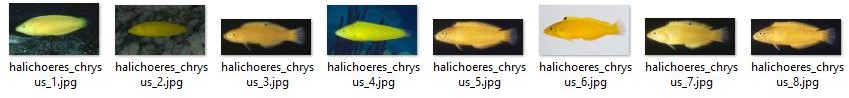 halichoeres_chrys
us_1.jpg
halichoeres_chrys
us_2.jpg
halichoeres_chrys
us_3.jpg
halichoeres_chrys
us_4.jpg
halichoeres_chrys
us_5.jpg
halichoeres_chrys
us_6.jpg
halichoeres_chrys
us_7.jpg
halichoeres_chrys
us_8.jpg